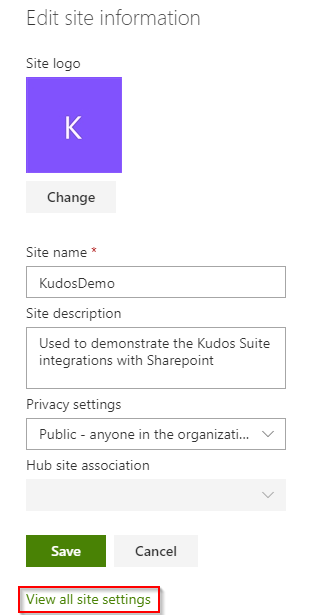 Edit site information
Site logo
K
Change
Site name *
KudosDemo
Site description
Used to demonstrate the Kudos Suite
integrations with Sharepoint
Privacy settings
Public - anyone in the organizati...
Hub site association
Save Cancel
View all site settings